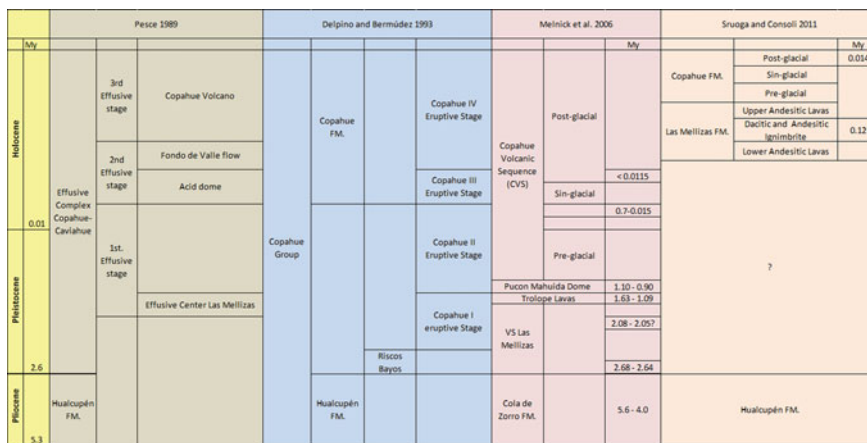 Pesce 1989
Delpino and Bermúdez 1993
Melnick et al. 2006
Sruoga and Consoli 2011
My
My
My
Holocene
0.01
Pleistocene
2.6
Pliocene
5.3
Effusive
Complex
Copahue-
Caviahue
Hualcupén
FM.
3rd
Effusive
stage
2nd
Effusive
stage
1st.
Effusive
stage
Copahue Volcano
Fondo de Valle flow
Acid dome
Effusive Center Las Mellizas
Copahue
Group
Copahue
FM.
Hualcupén
FM.
Riscos
Bayos
Copahue IV
Eruptive Stage
Copahue III
Eruptive Stage
Copahue II
Eruptive Stage
Copahue I
eruptive Stage
Copahue
Volcanic
Sequence
(CVS)
Post-glacial
Sin-glacial
Pre-glacial
< 0.0115
0.7-0.015
Pucon Mahuida Dome
1.10 - 0.90
Trolope Lavas
1.63 - 1.09
VS Las
Mellizas
2.08 - 2.05?
2.68 - 2.64
Cola de
Zorro FM.
5.6 - 4.0
Copahue FM.
Post-glacial
0.014
Sin-glacial
Pre-glacial
Las Mellizas FM.
Upper Andesitic Lavas
Dacitic and Andesitic
Ignimbrite
0.12
Lower Andesitic Lavas
?
Hualcupén FM.